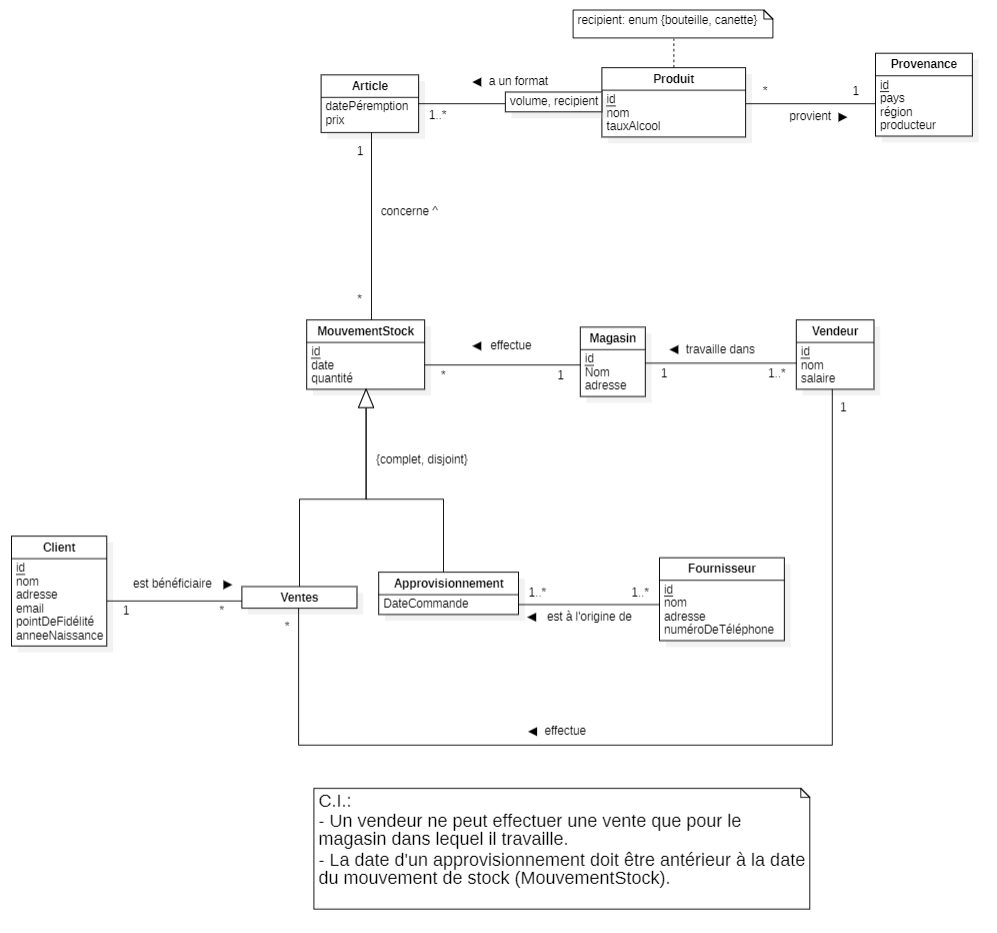 recipient: enum {bouteille, canette}
Provenance
id
pays
région
producteur
Produit
id
nom
tauxAlcool
Article
datePéremption
prix
◄ a un format
volume, recipient
1..*
*
1
provient ►
1
concerne ^
*
MouvementStock
id
date
quantité
◄ effectue
*
1
Magasin
id
Nom
adresse
◄ travaille dans
1
1..*
Vendeur
id
nom
salaire
1
{complet, disjoint}
Client
id
nom
adresse
email
pointDeFidélité
anneeNaissance
est bénéficiaire ►
1
*
Ventes
*
Approvisionnement
DateCommande
1..*
1..*
◄ est à l'origine de
Fournisseur
id
nom
adresse
numéroDeTéléphone
◄ effectue
C.I.:
- Un vendeur ne peut effectuer une vente que pour le
magasin dans lequel il travaille.
- La date d'un approvisionnement doit être antérieur à la date
du mouvement de stock (MouvementStock).